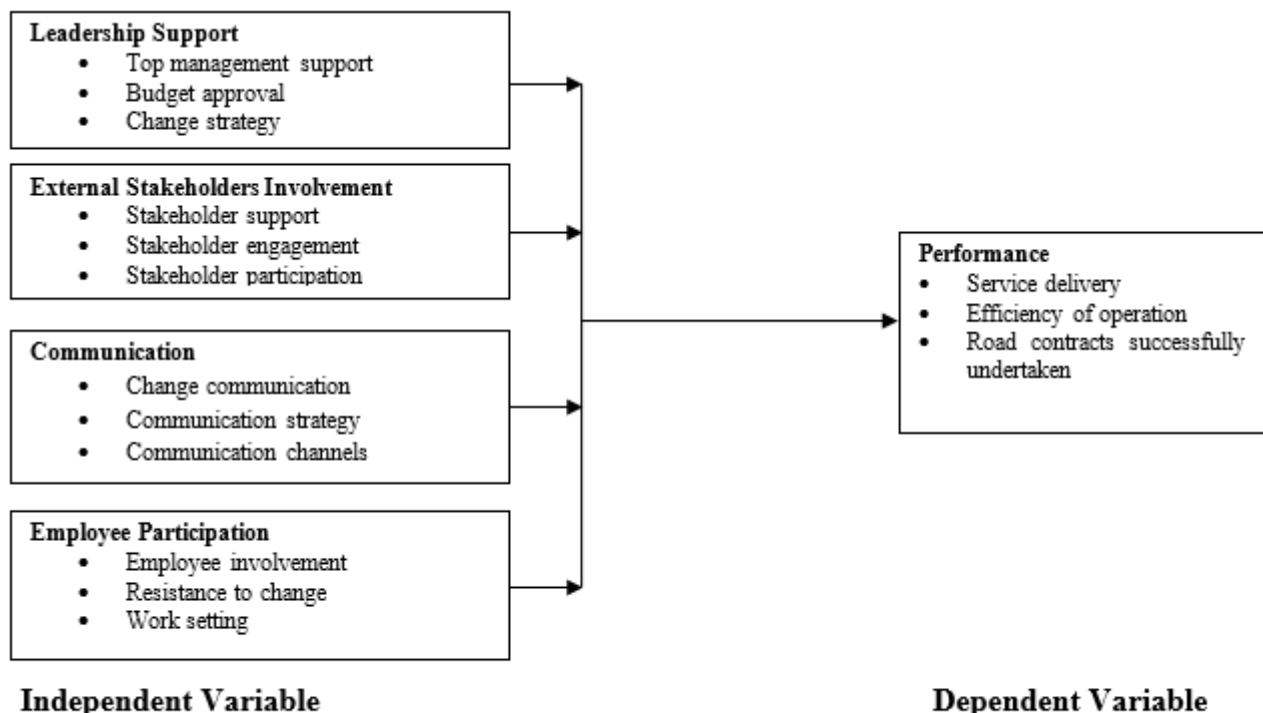 Leadership Support
• Top management support
• Budget approval
• Change strategy
External Stakeholders Involvement
• Stakeholder support
• Stakeholder engagement
• Stakeholder participation
Communication
• Change communication
• Communication strategy
• Communication channels
Employee Participation
• Employee involvement
• Resistance to change
• Work setting
Independent Variable
Performance
• Service delivery
• Efficiency of operation
• Road contracts successfully
undertaken
Dependent Variable